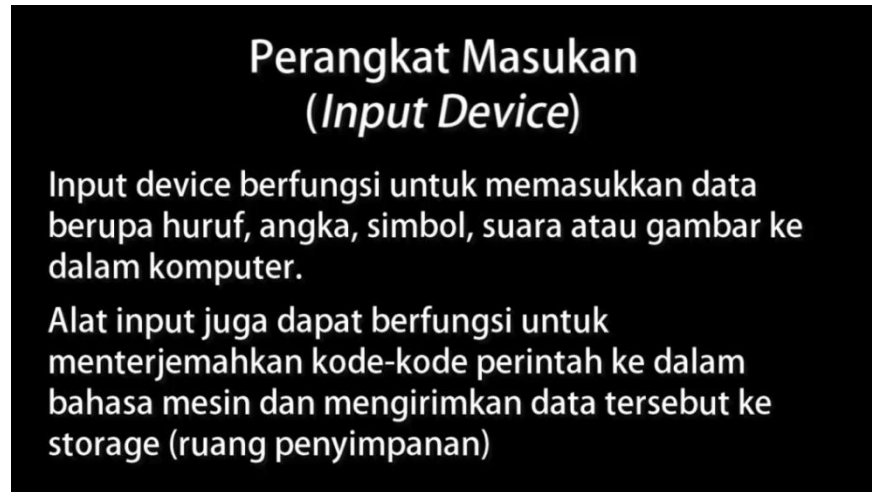 Perangkat Masukan
(Input Device)
Input device berfungsi untuk memasukkan data
berupa huruf, angka, simbol, suara atau gambar ke
dalam komputer.
Alat input juga dapat berfungsi untuk
menterjemahkan kode-kode perintah ke dalam
bahasa mesin dan mengirimkan data tersebut ke
storage (ruang penyimpanan)